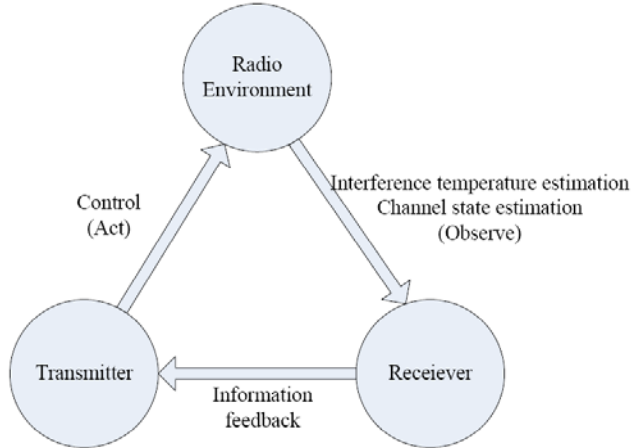 Radio
Environment
Interference temperature estimation
Channel state estimation
(Observe)
Control
(Act)
Transmitter
Receiever
Information
feedback